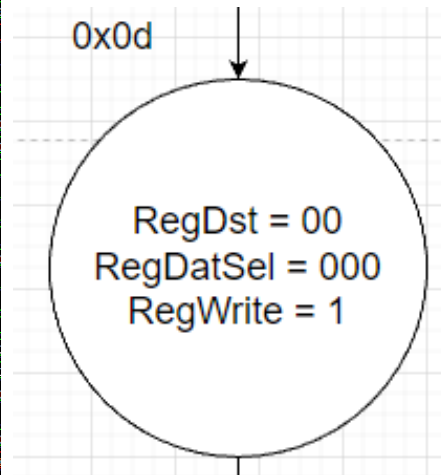 0x0d
RegDst = 00
RegDatSel = 000
RegWrite = 1